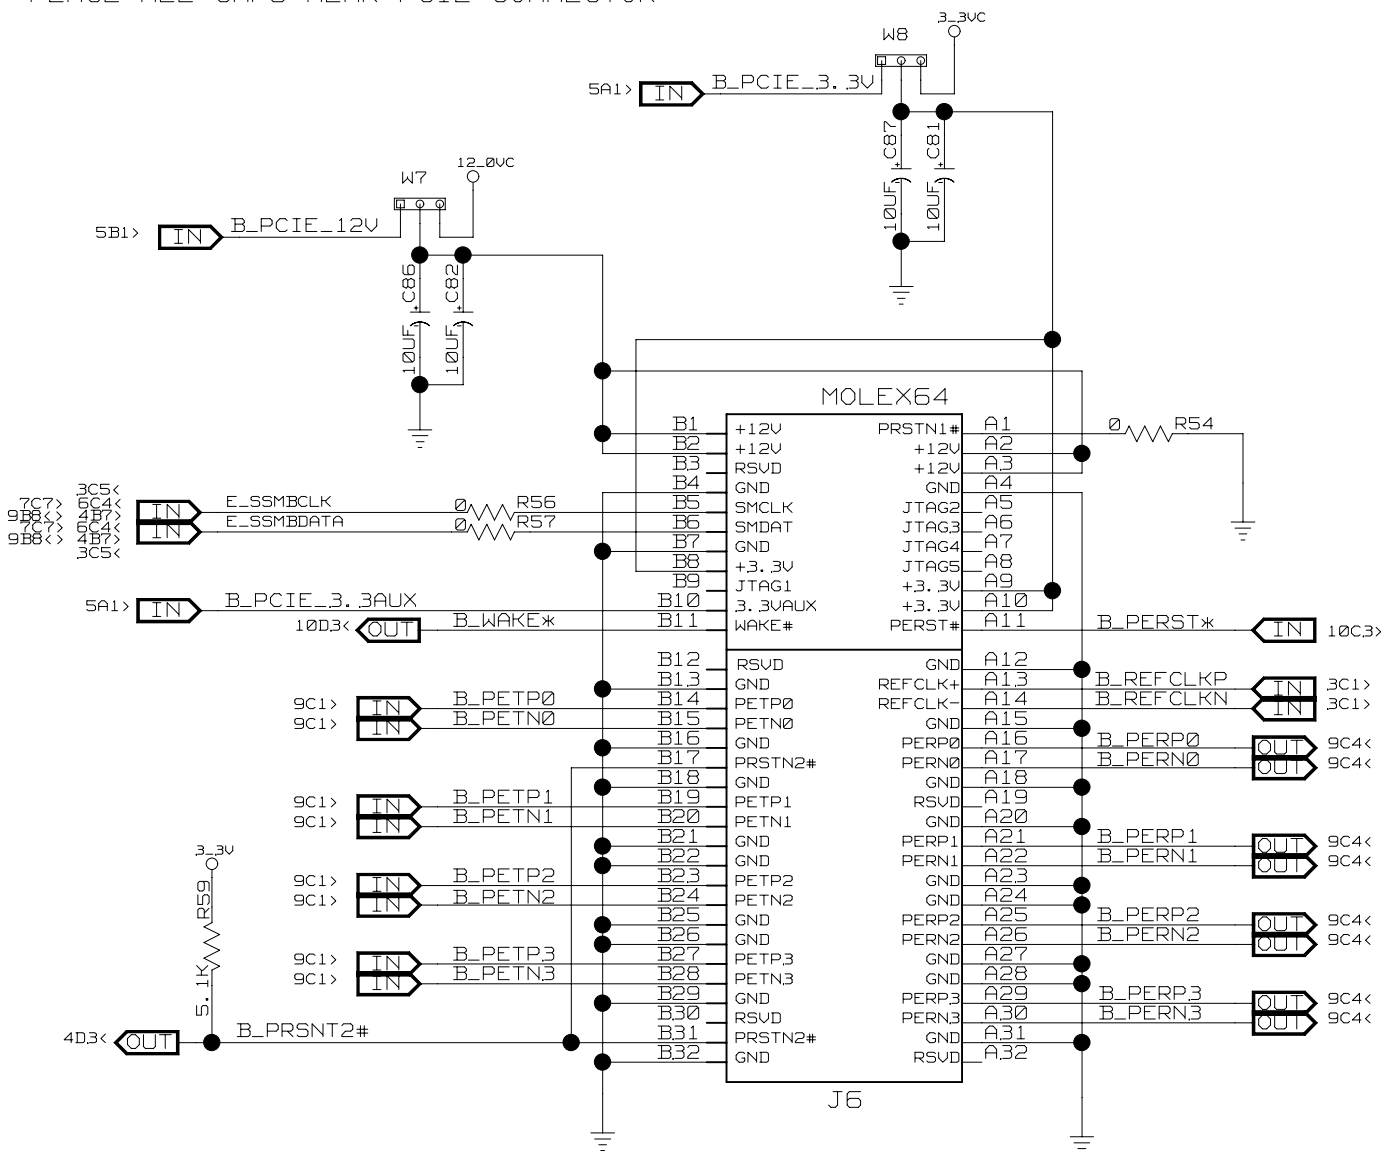 3_3VC
W8
5A1> IN B_PCIE_3.3V
+ C87
10UF
+ C81
10UF
12_0VC
W7
5B1> IN B_PCIE_12V
+ C86
10UF
+ C82
10UF
MOLEX64
B1 +12V PRSTN1# A1 0 R54
B2 +12V +12V A2
B3 RSVD +12V A3
B4 GND GND A4
3C5<
7C7> 6C4< IN E_SSMBCLK 0 R56 B5 SMCLK JTAG2 A5
9B8<> 4B7>
7C7> 6C4< IN E_SSMBDATA 0 R57 B6 SMDAT JTAG3 A6
9B8<> 4B7>
3C5<
B7 GND JTAG4 A7
B8 +3.3V JTAG5 A8
B9 JTAG1 +3.3V A9
5A1> IN B_PCIE_3.3AUX B10 3.3VAUX +3.3V A10
10D3< OUT B_WAKE* B11 WAKE# PERST# A11 B_PERST* IN 10C3>
B12 RSVD GND A12
B13 GND REFCLK+ A13 B_REFCLKP IN 3C1>
9C1> IN B_PETP0 B14 PETP0 REFCLK- A14 B_REFCLKN IN 3C1>
9C1> IN B_PETN0 B15 PETN0 GND A15
B16 GND PERP0 A16 B_PERP0 OUT 9C4<
B17 PRSTN2# PERN0 A17 B_PERN0 OUT 9C4<
B18 GND GND A18
9C1> IN B_PETP1 B19 PETP1 RSVD A19
9C1> IN B_PETN1 B20 PETN1 GND A20
B21 GND PERP1 A21 B_PERP1 OUT 9C4<
B22 GND PERN1 A22 B_PERN1 OUT 9C4<
9C1> IN B_PETP2 B23 PETP2 GND A23
9C1> IN B_PETN2 B24 PETN2 GND A24
B25 GND PERP2 A25 B_PERP2 OUT 9C4<
B26 GND PERN2 A26 B_PERN2 OUT 9C4<
9C1> IN B_PETP3 B27 PETP3 GND A27
9C1> IN B_PETN3 B28 PETN3 GND A28
B29 GND PERP3 A29 B_PERP3 OUT 9C4<
B30 RSVD PERN3 A30 B_PERN3 OUT 9C4<
3_3V
5.1K R59
4D3< OUT B_PRSNT2# B31 PRSTN2# GND A31
B32 GND RSVD A32
J6